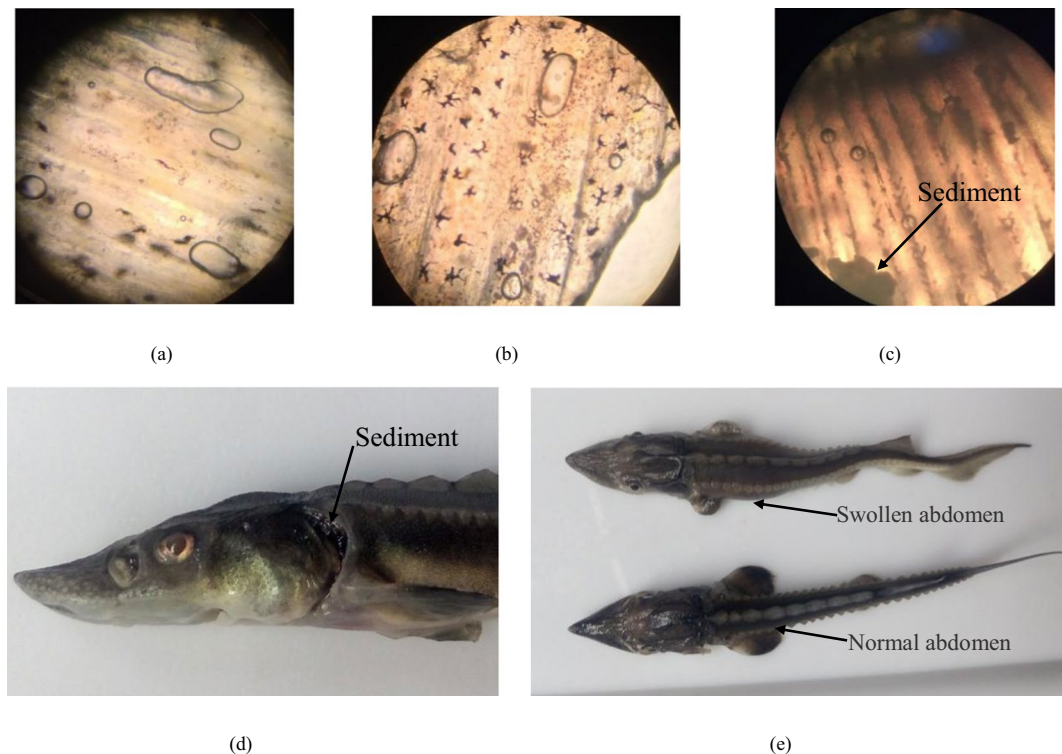 Sediment
(a)
(b)
(c)
Sediment
Swollen abdomen
Normal abdomen
(d)
(e)